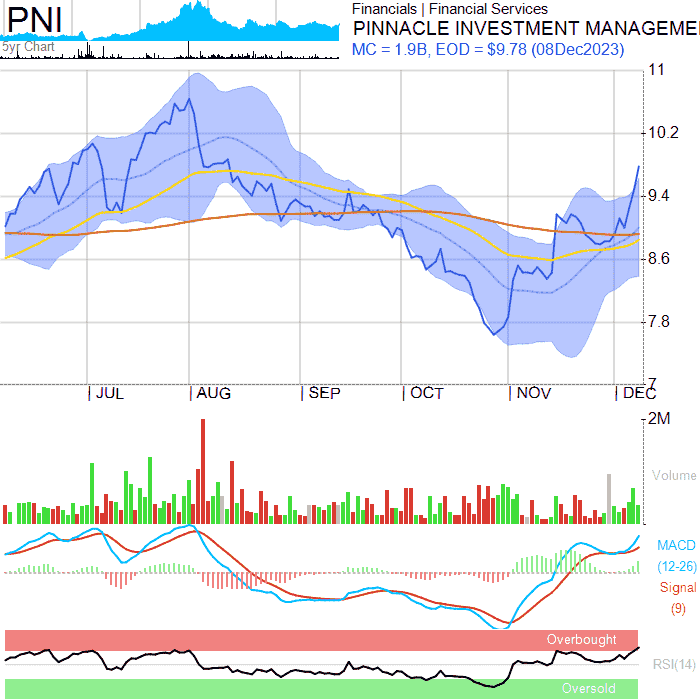 PNI
5yr Chart
Financials | Financial Services
PINNACLE INVESTMENT MANAGEME
MC = 1.9B, EOD = $9.78 (08Dec2023)
11
10.2
9.4
8.6
7.8
7
JUL AUG SEP OCT NOV DEC
2M
Volume
MACD
(12-26)
Signal
(9)
Overbought
RSI(14)
Oversold